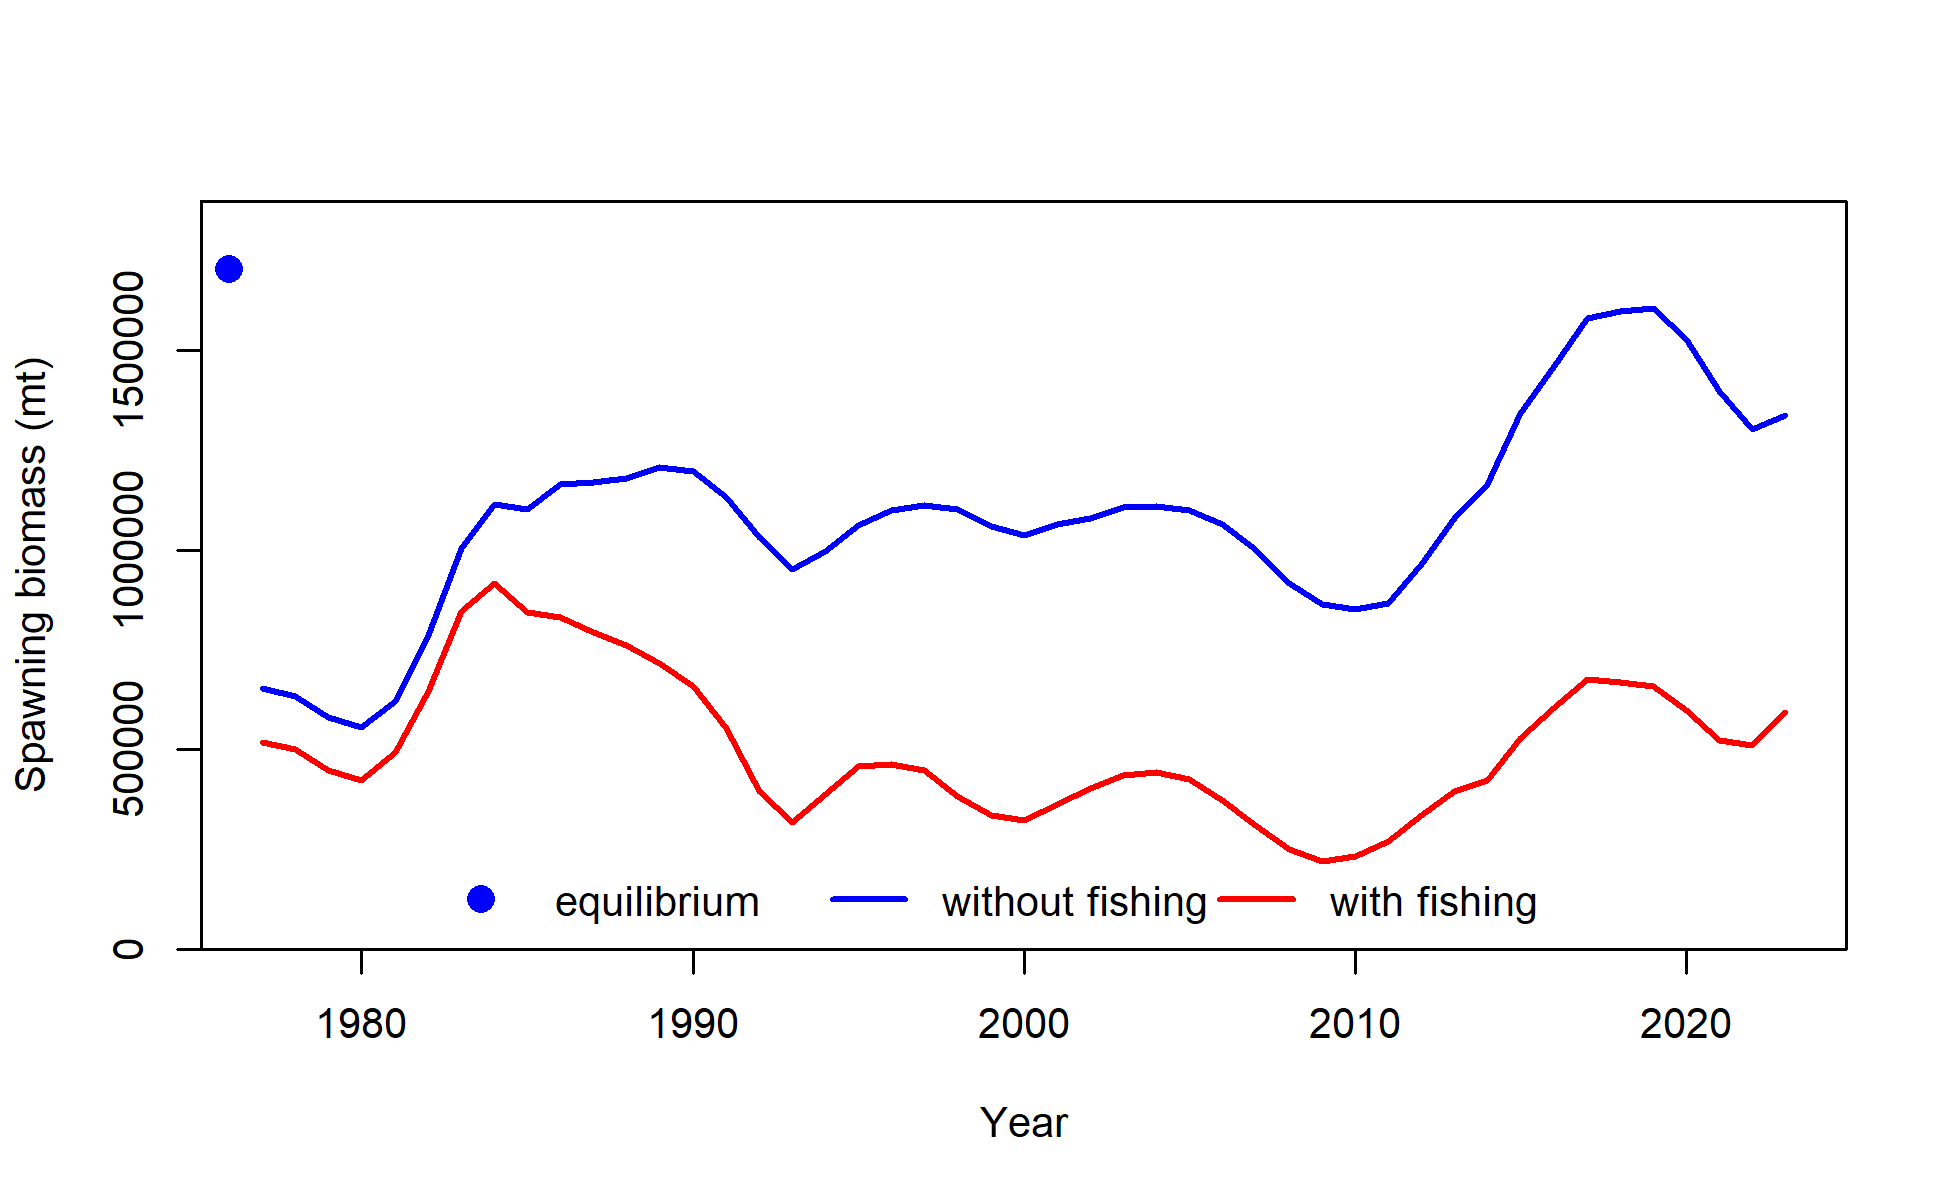 Spawning biomass (mt)
1500000
1000000
500000
0
equilibrium without fishing with fishing
1980 1990 2000 2010 2020
Year